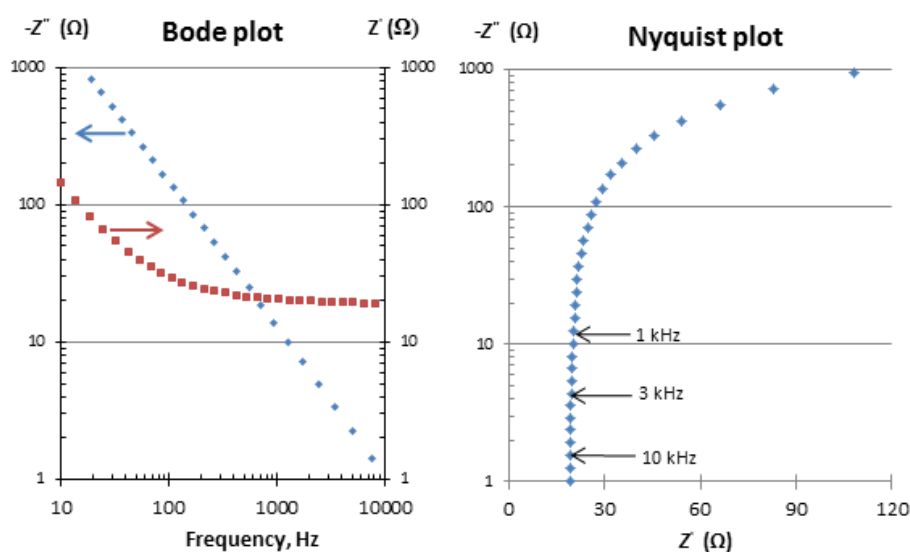 -Z" (Ω)
Bode plot
Z' (Ω)
1000
100
10
1
1000
100
10
1
10
100
1000
10000
Frequency, Hz
-Z" (Ω)
Nyquist plot
1000
100
10
1
1 kHz
3 kHz
10 kHz
0
30
60
90
120
Z' (Ω)